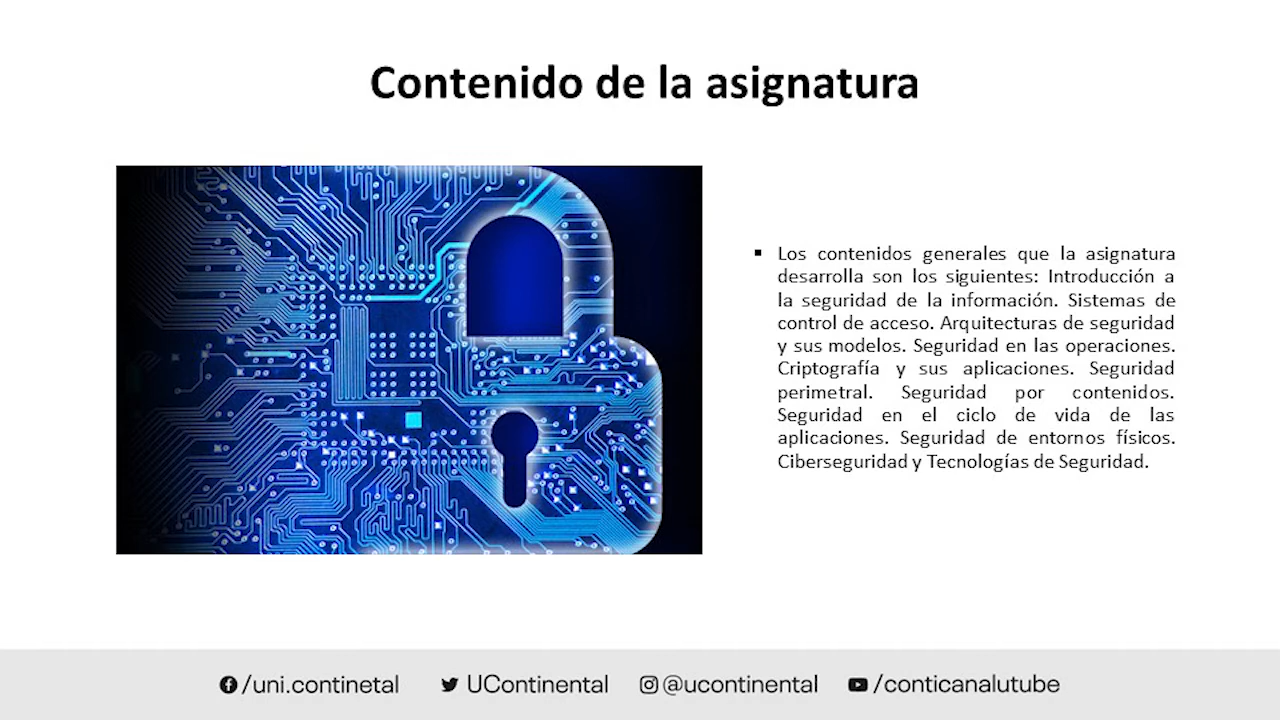 Contenido de la asignatura
▪ Los contenidos generales que la asignatura
desarrolla son los siguientes: Introducción a
la seguridad de la información. Sistemas de
control de acceso. Arquitecturas de seguridad
y sus modelos. Seguridad en las operaciones.
Criptografía y sus aplicaciones. Seguridad
perimetral. Seguridad por contenidos.
Seguridad en el ciclo de vida de las
aplicaciones. Seguridad de entornos físicos.
Ciberseguridad y Tecnologías de Seguridad.
/uni.continetal UContinental @ucontinental /conticanalutube